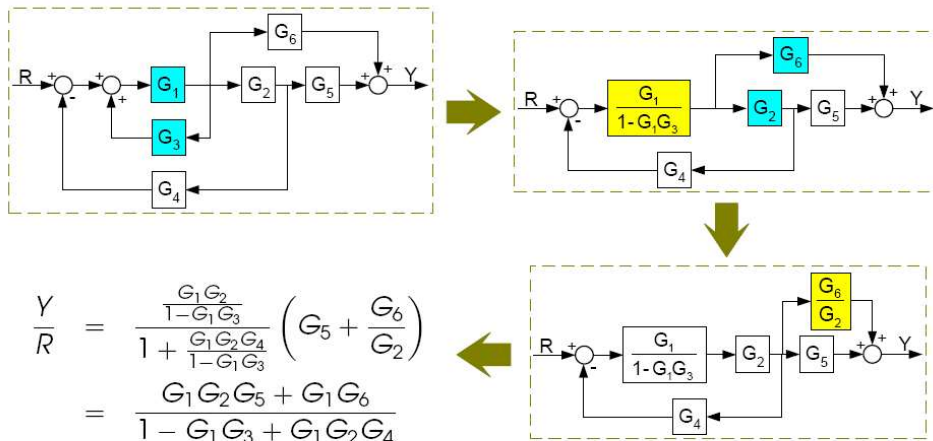 G₆
R + - + + G₁ G₂ G₅ + + Y
G₃
G₄
G₆
R + - G₁ / 1 - G₁G₃ G₂ G₅ + + Y
G₄
G₆ / G₂
R + - G₁ / 1 - G₁G₃ G₂ G₅ + + Y
G₄
Y/R = (G₁G₂ / (1-G₁G₃)) / (1 + G₁G₂G₄ / (1-G₁G₃)) (G₅ + G₆/G₂)
= (G₁G₂G₅ + G₁G₆) / (1 - G₁G₃ + G₁G₂G₄)